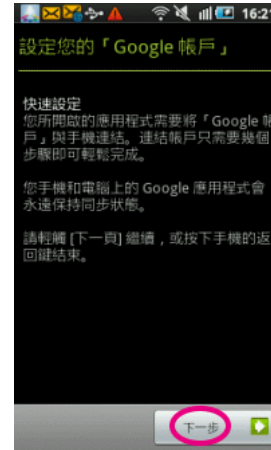 16:21
設定您的「Google 帳戶」
快速設定
您所開啟的應用程式需要將「Google 帳
戶」與手機連結。連結帳戶只需要幾個
步驟即可輕鬆完成。
您手機和電腦上的 Google 應用程式會
永遠保持同步狀態。
請輕觸 [下一頁] 繼續，或按下手機的返
回鍵結束。
下一步